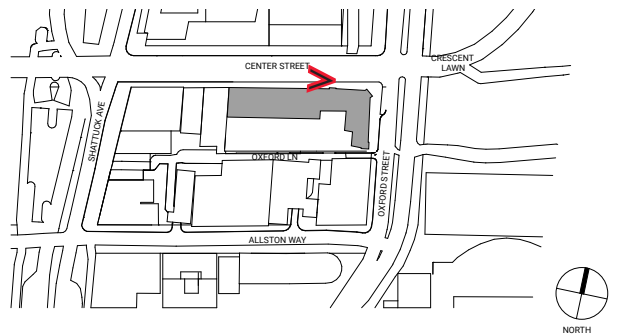 CENTER STREET
CRESCENT
LAWN
SHATTUCK AVE
OXFORD LN
OXFORD STREET
ALLSTON WAY
NORTH